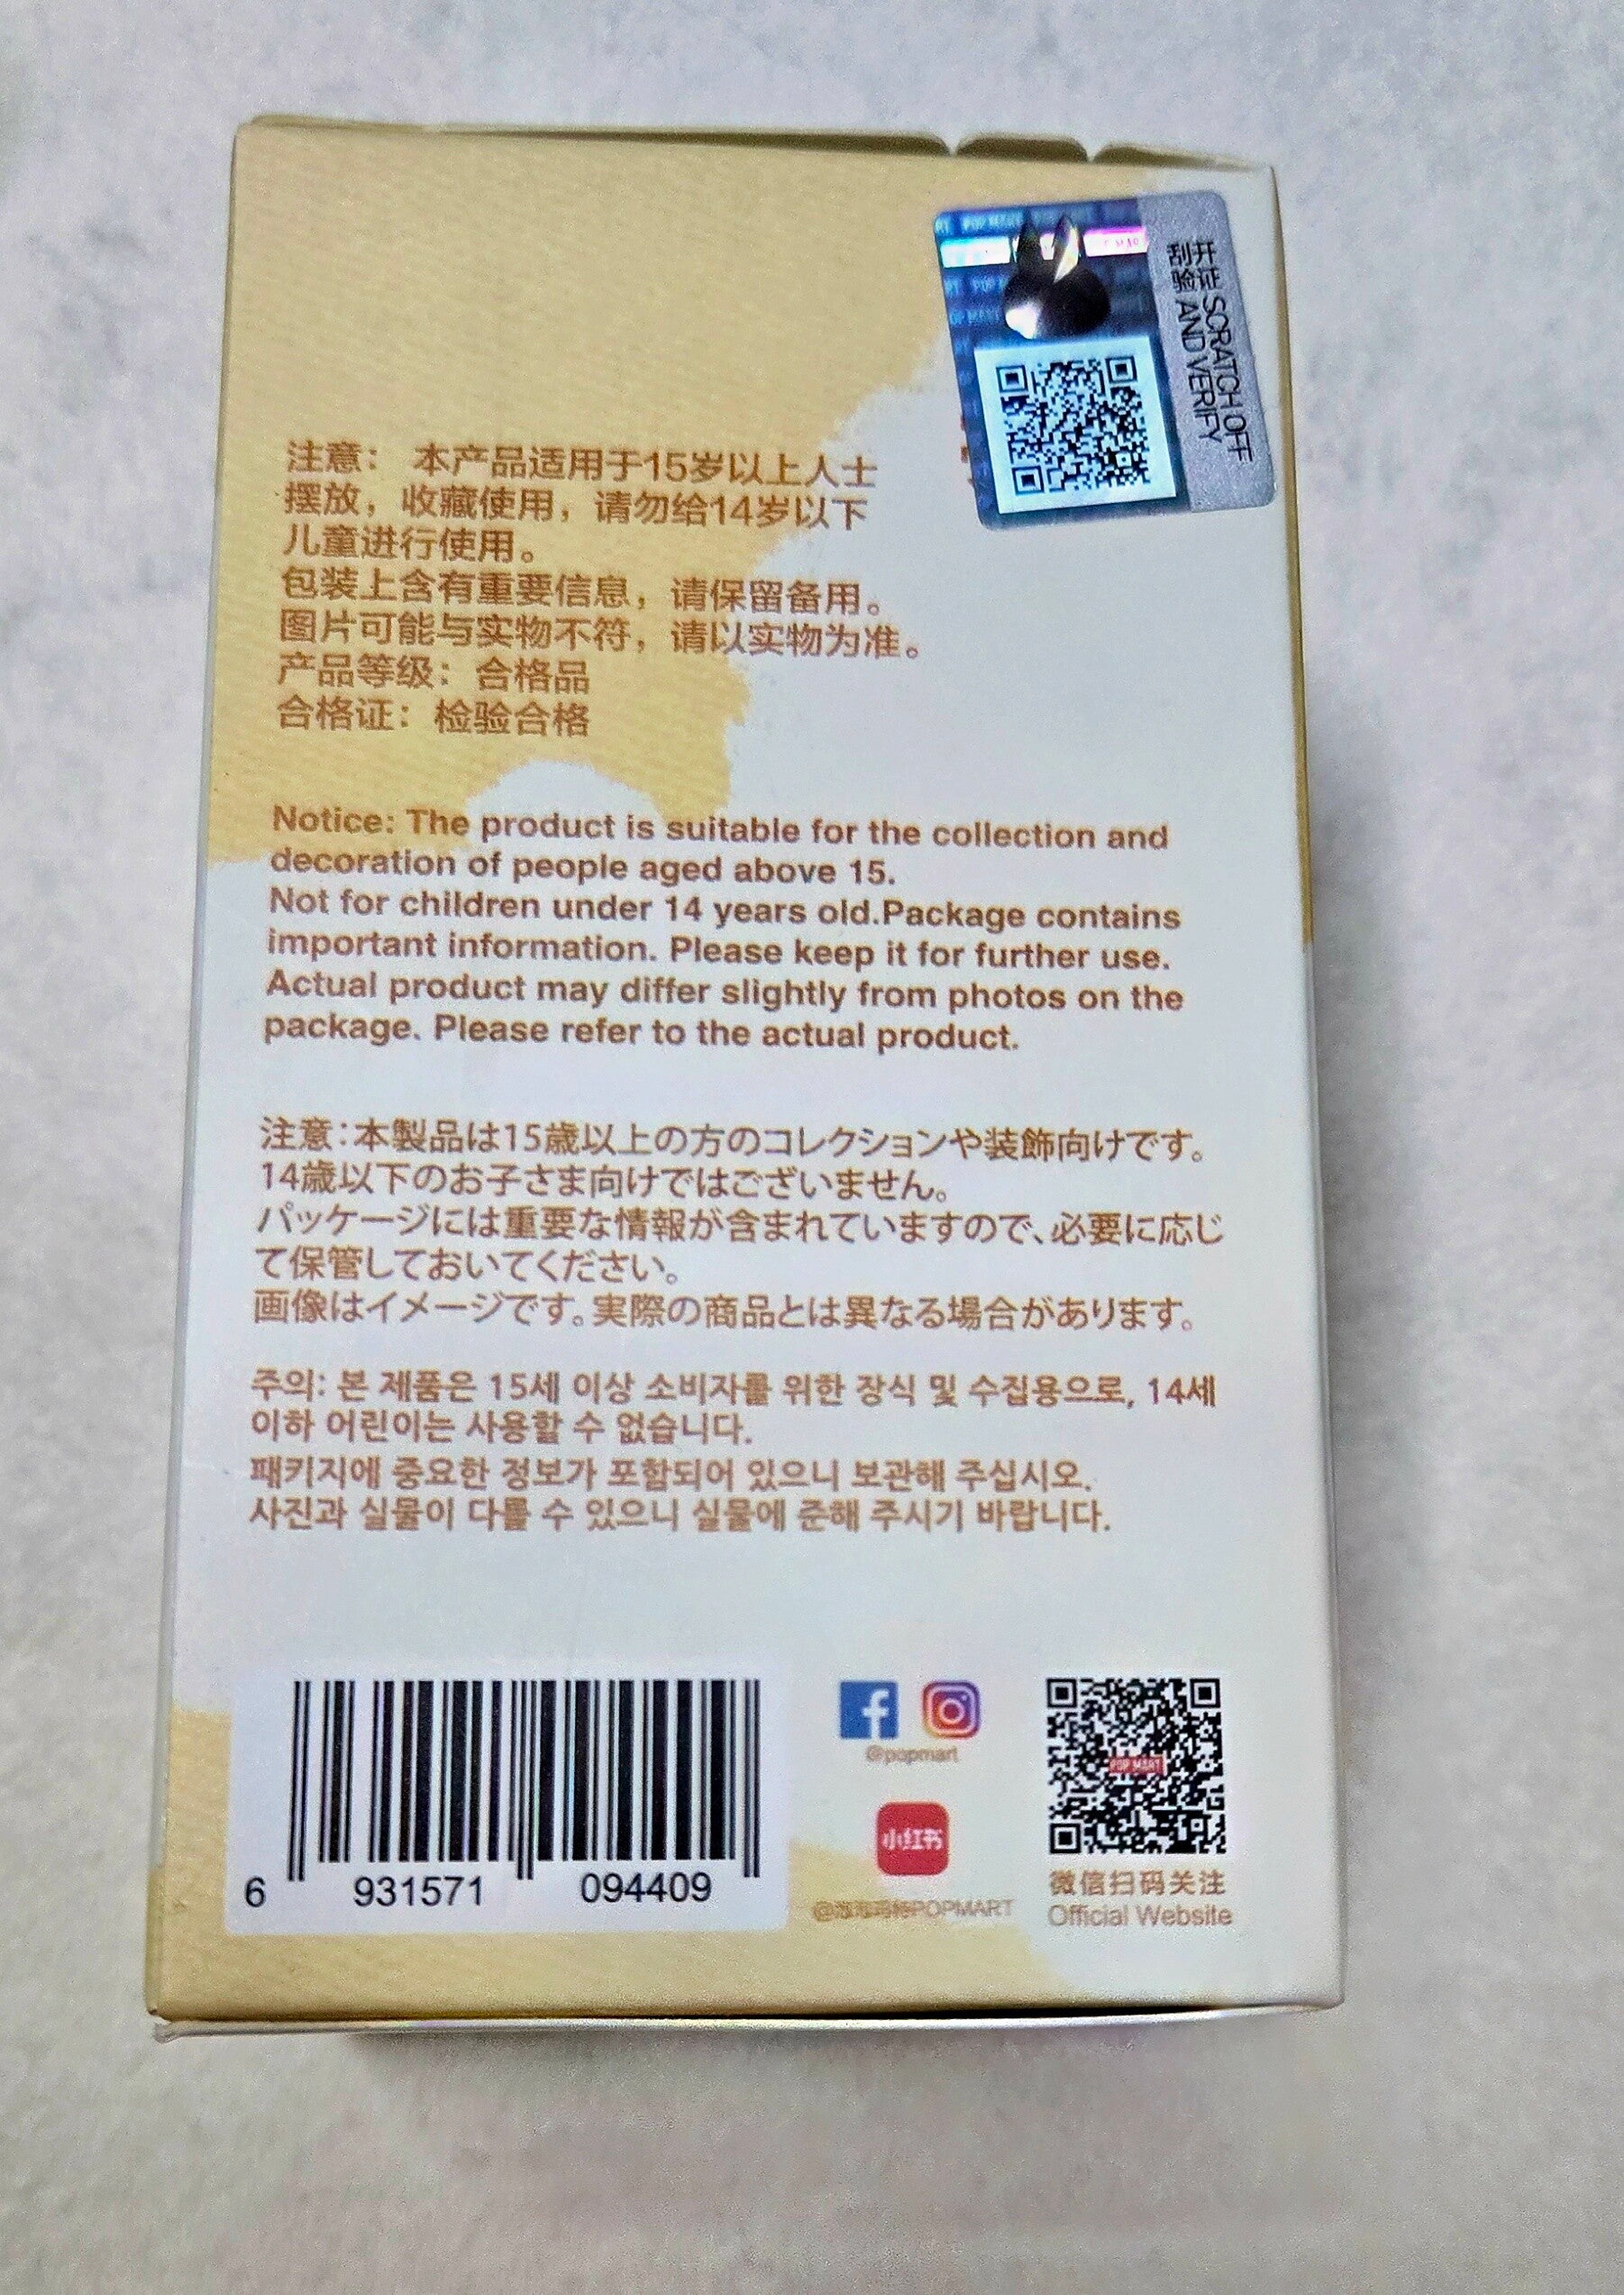 POP MART
刮开 SCRATCH OFF
验证 AND VERIFY
注意： 本产品适用于15岁以上人士
摆放，收藏使用，请勿给14岁以下
儿童进行使用。
包装上含有重要信息，请保留备用。
图片可能与实物不符，请以实物为准。
产品等级：合格品
合格证：检验合格
Notice: The product is suitable for the collection and
decoration of people aged above 15.
Not for children under 14 years old.Package contains
important information. Please keep it for further use.
Actual product may differ slightly from photos on the
package. Please refer to the actual product.
注意：本製品は15歳以上の方のコレクションや装飾向けです。
14歳以下のお子さま向けではございません。
パッケージには重要な情報が含まれていますので、必要に応じ
て保管しておいてください。
画像はイメージです。実際の商品とは異なる場合があります。
주의: 본 제품은 15세 이상 소비자를 위한 장식 및 수집용으로, 14세
이하 어린이는 사용할 수 없습니다.
패키지에 중요한 정보가 포함되어 있으니 보관해 주십시오.
사진과 실물이 다를 수 있으니 실물에 준해 주시기 바랍니다.
6 931571 094409
@popmart
小红书
@泡泡玛特POPMART
POP MART
微信扫码关注
Official Website